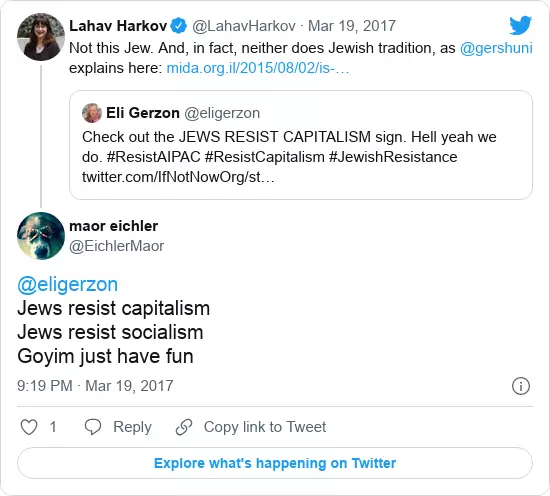 Lahav Harkov @LahavHarkov · Mar 19, 2017
Not this Jew. And, in fact, neither does Jewish tradition, as @gershuni
explains here: mida.org.il/2015/08/02/is-…
Eli Gerzon @eligerzon
Check out the JEWS RESIST CAPITALISM sign. Hell yeah we
do. #ResistAIPAC #ResistCapitalism #JewishResistance
twitter.com/IfNotNowOrg/st…
maor eichler
@EichlerMaor
@eligerzon
Jews resist capitalism
Jews resist socialism
Goyim just have fun
9:19 PM · Mar 19, 2017
1 Reply Copy link to Tweet
Explore what's happening on Twitter